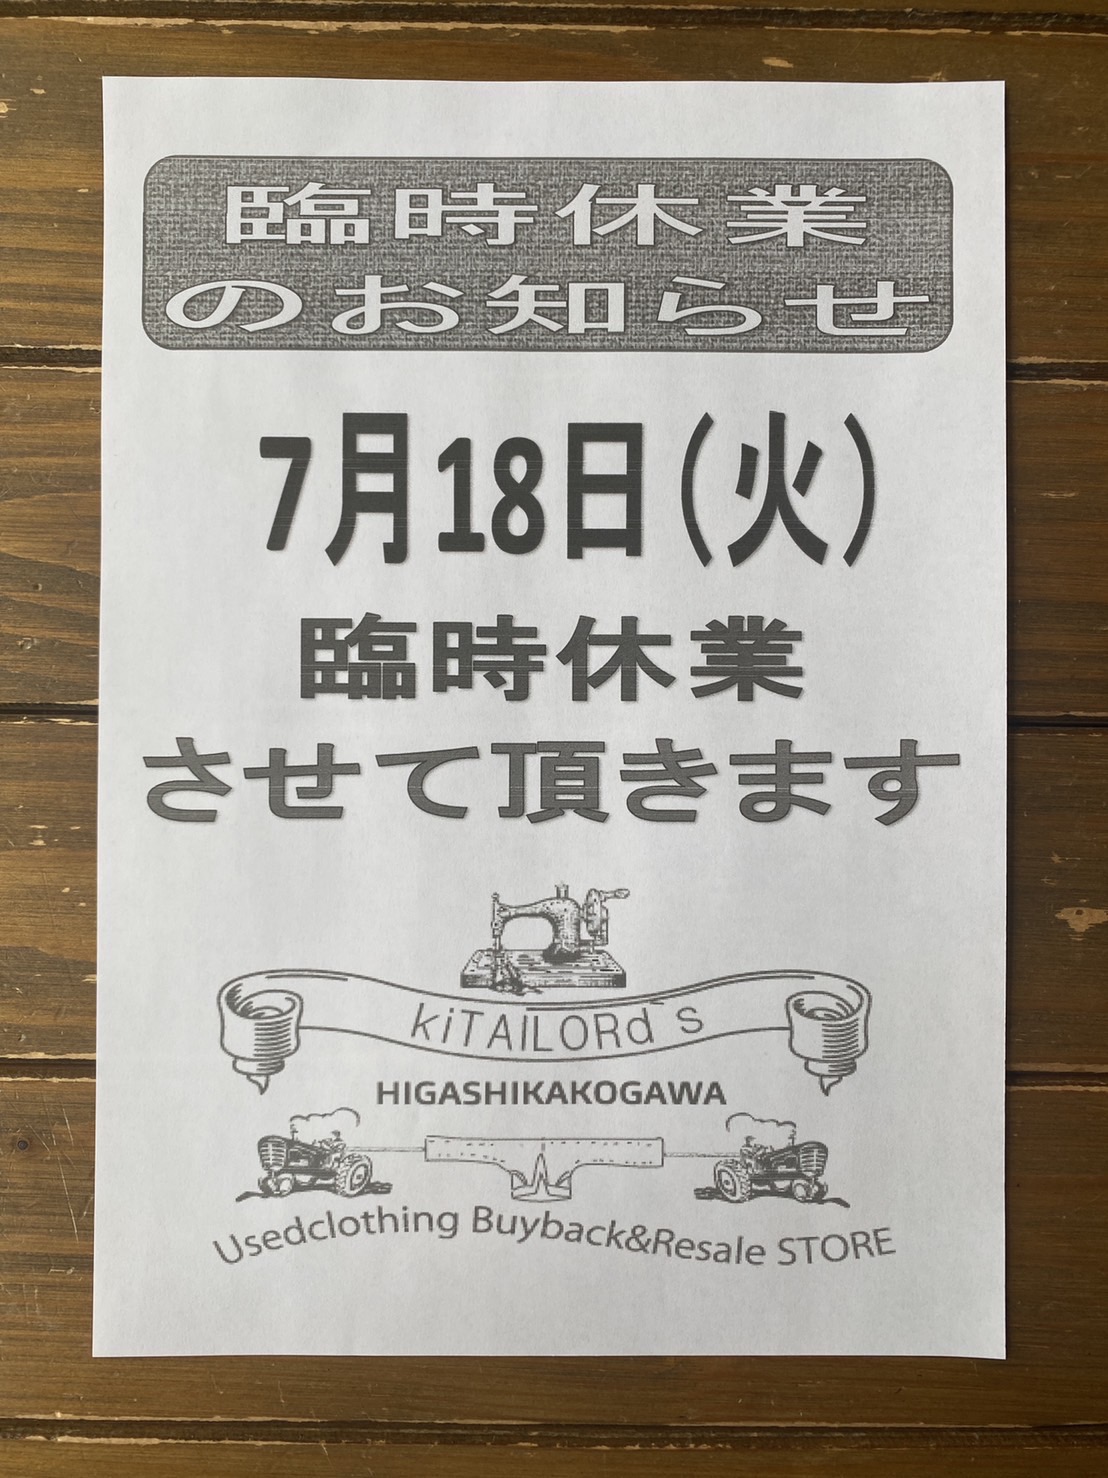 臨時休業
のお知らせ
7月18日(火)
臨時休業
させて頂きます
kiTAILORd`s
HIGASHIKAKOGAWA
Usedclothing Buyback&Resale STORE